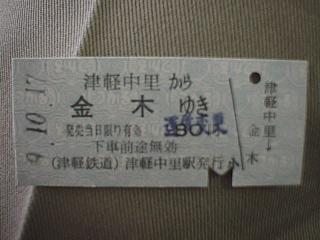 9.10.17
津軽中里から
金木ゆき
発売当日限り有効
下車前途無効
(津軽鉄道)津軽中里駅発行
小
津軽中里→金木